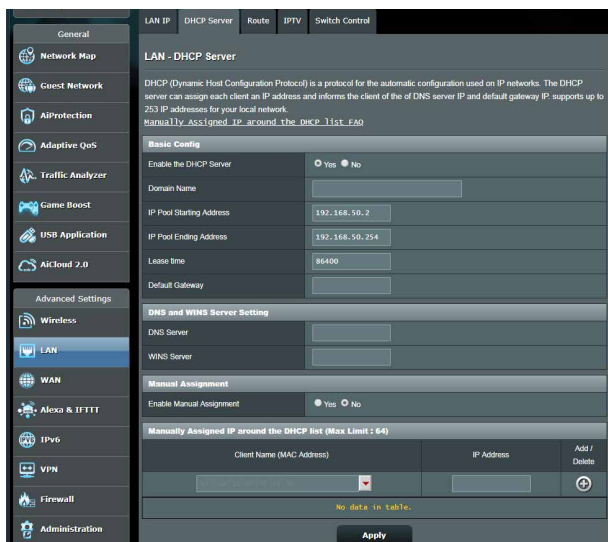 General
Network Map
Guest Network
AiProtection
Adaptive QoS
Traffic Analyzer
Game Boost
USB Application
AiCloud 2.0
Advanced Settings
Wireless
LAN
WAN
Alexa & IFTTT
IPv6
VPN
Firewall
Administration
LAN IP DHCP Server Route IPTV Switch Control
LAN - DHCP Server
DHCP (Dynamic Host Configuration Protocol) is a protocol for the automatic configuration used on IP networks. The DHCP
server can assign each client an IP address and informs the client of the of DNS server IP and default gateway IP. supports up to
253 IP addresses for your local network.
Manually Assigned IP around the DHCP list FAQ
Basic Config
Enable the DHCP Server Yes No
Domain Name
IP Pool Starting Address 192.168.50.2
IP Pool Ending Address 192.168.50.254
Lease time 86400
Default Gateway
DNS and WINS Server Setting
DNS Server
WINS Server
Manual Assignment
Enable Manual Assignment Yes No
Manually Assigned IP around the DHCP list (Max Limit : 64)
Client Name (MAC Address) IP Address Add /
Delete
No data in table.
Apply